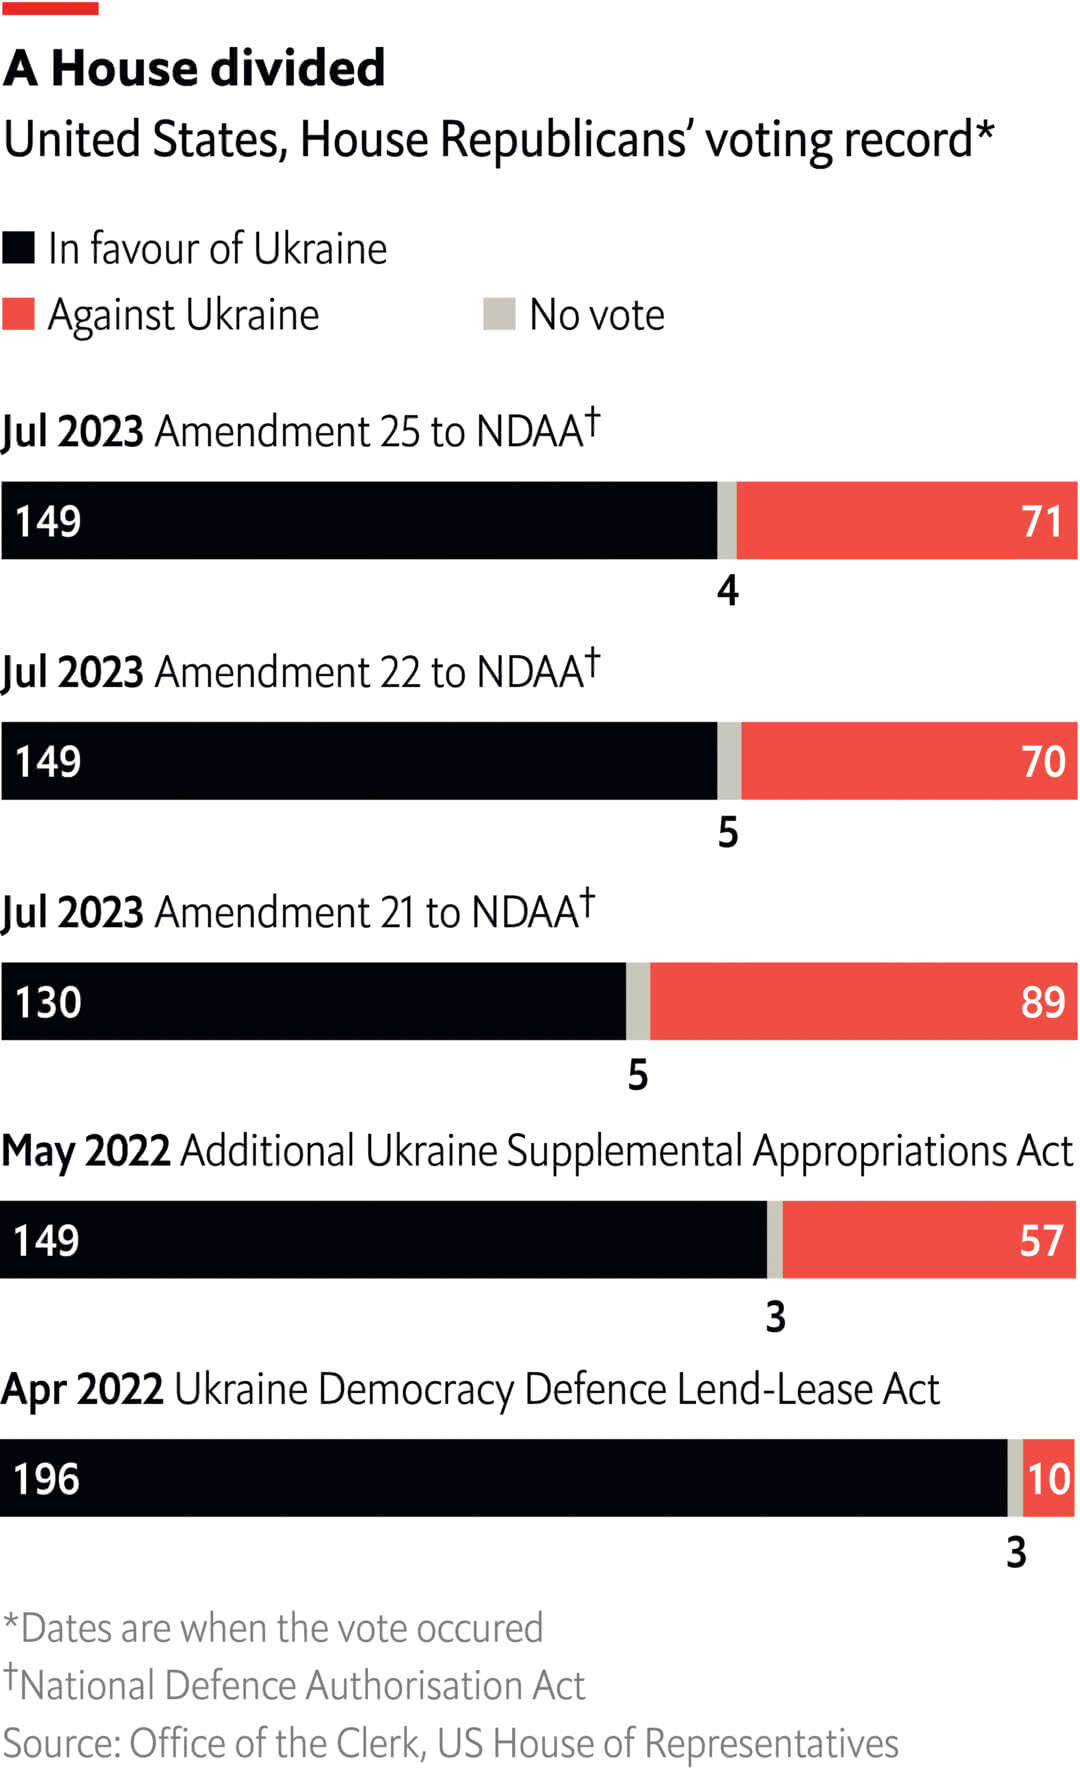 A House divided
United States, House Republicans’ voting record*
In favour of Ukraine
Against Ukraine No vote
Jul 2023 Amendment 25 to NDAA†
149 71
4
Jul 2023 Amendment 22 to NDAA†
149 70
5
Jul 2023 Amendment 21 to NDAA†
130 89
5
May 2022 Additional Ukraine Supplemental Appropriations Act
149 57
3
Apr 2022 Ukraine Democracy Defence Lend-Lease Act
196 10
3
*Dates are when the vote occured
†National Defence Authorisation Act
Source: Office of the Clerk, US House of Representatives